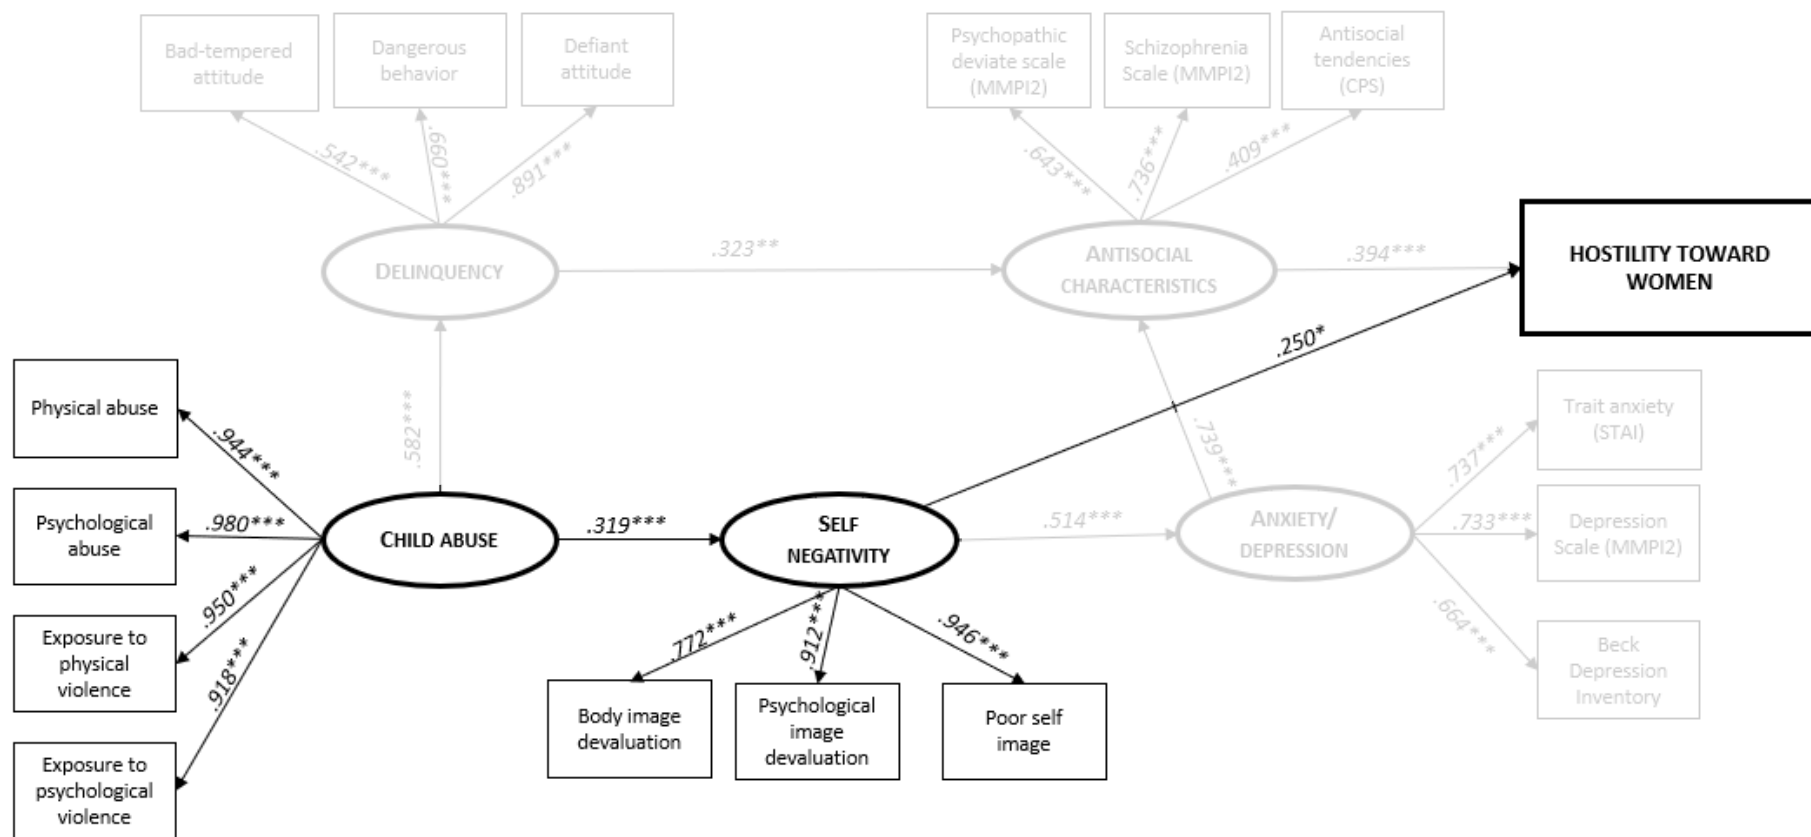 Bad-tempered
attitude
Dangerous
behavior
Defiant
attitude
Psychopathic
deviate scale
(MMPI2)
Schizophrenia
Scale (MMPI2)
Antisocial
tendencies
(CPS)
.542***
.660***
.891***
.643***
.736***
.409***
DELINQUENCY
.323**
ANTISOCIAL
CHARACTERISTICS
.394***
HOSTILITY TOWARD
WOMEN
.250*
.582***
.739***
Physical abuse
.944***
Psychological
abuse
.980***
Exposure to
physical
violence
.950***
Exposure to
psychological
violence
.918***
CHILD ABUSE
.319***
SELF
NEGATIVITY
.514***
ANXIETY/
DEPRESSION
.737***
Trait anxiety
(STAI)
.733***
Depression
Scale (MMPI2)
.664***
Beck
Depression
Inventory
.772***
.912***
.946***
Body image
devaluation
Psychological
image
devaluation
Poor self
image